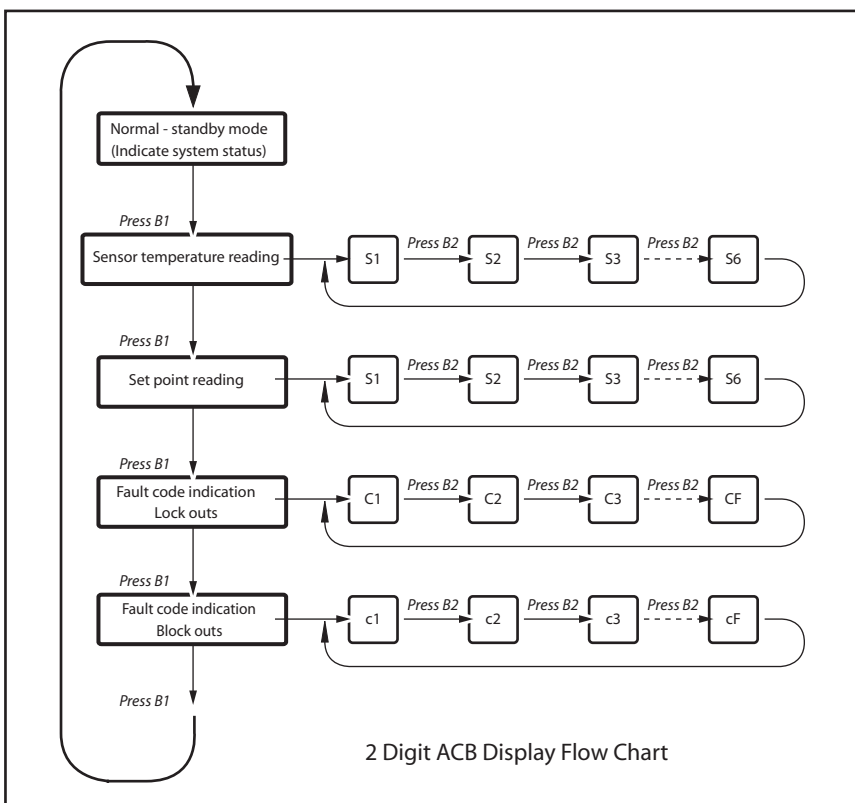 Normal - standby mode
(Indicate system status)
Press B1
Sensor temperature reading
S1
Press B2
S2
Press B2
S3
Press B2
S6
Press B1
Set point reading
S1
Press B2
S2
Press B2
S3
Press B2
S6
Press B1
Fault code indication
Lock outs
C1
Press B2
C2
Press B2
C3
Press B2
CF
Press B1
Fault code indication
Block outs
c1
Press B2
c2
Press B2
c3
Press B2
cF
Press B1
2 Digit ACB Display Flow Chart